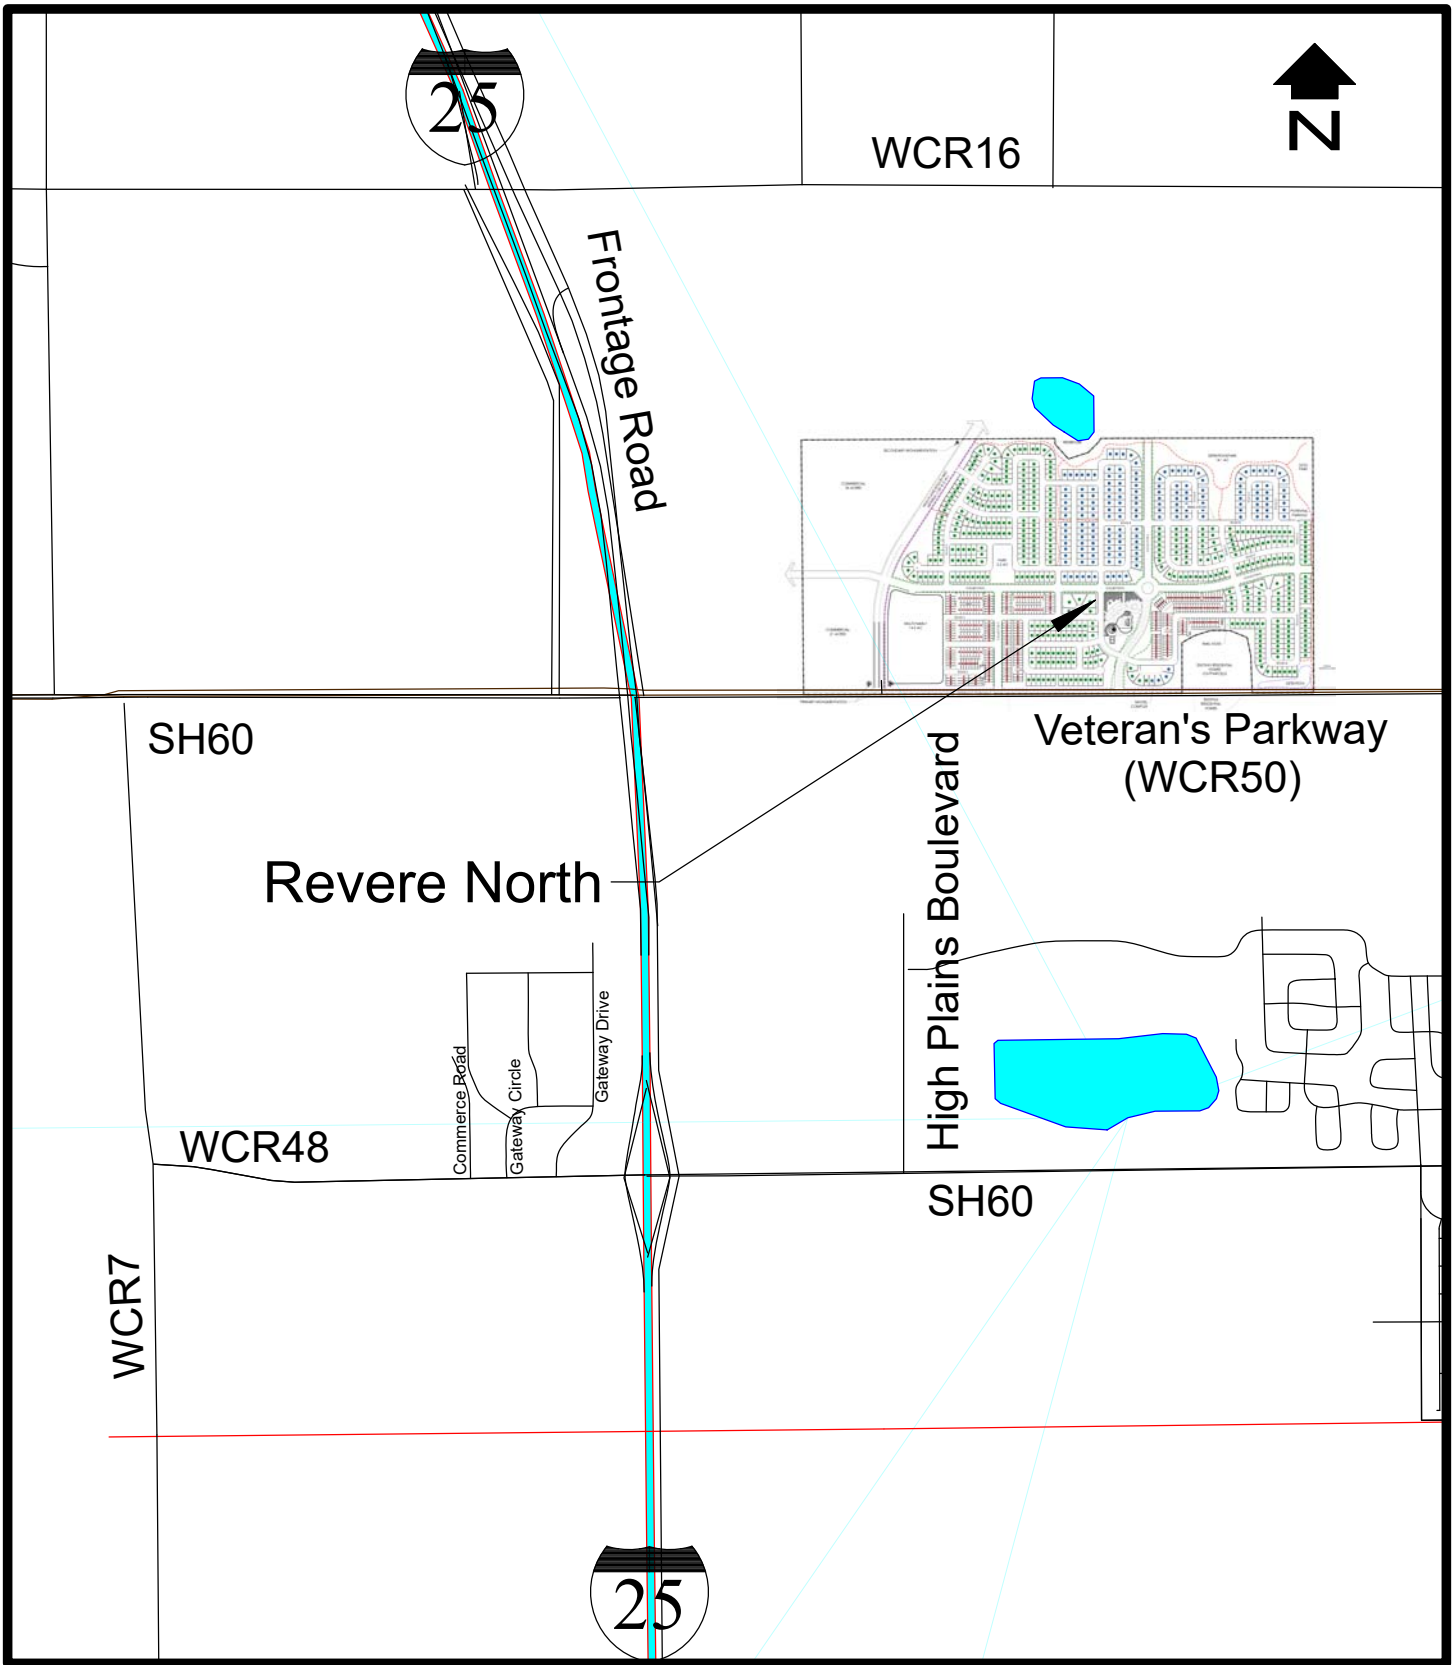 25
WCR16
N
Frontage Road
SH60
Veteran's Parkway
(WCR50)
High Plains Boulevard
Revere North
Commerce Road
Gateway Circle
Gateway Drive
WCR48
SH60
WCR7
25